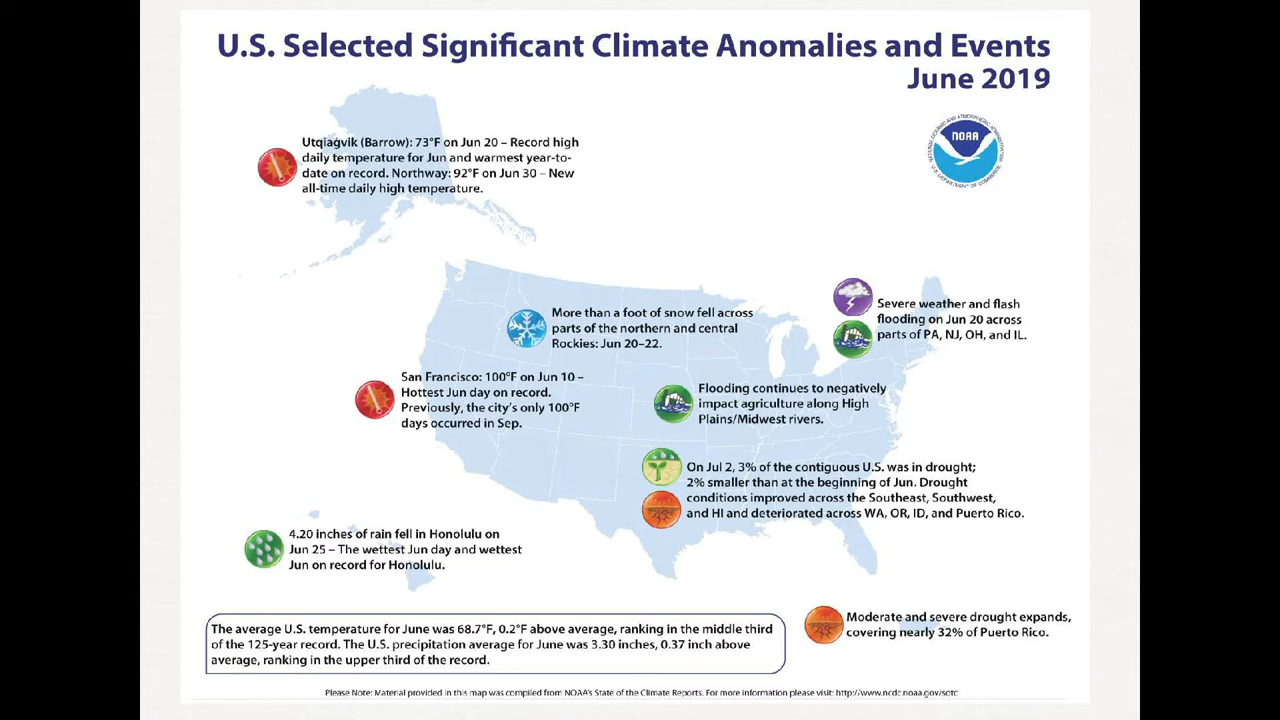 U.S. Selected Significant Climate Anomalies and Events
June 2019
NATIONAL OCEANIC AND ATMOSPHERIC ADMINISTRATION
NOAA
U.S. DEPARTMENT OF COMMERCE
Utqiaġvik (Barrow): 73°F on Jun 20 – Record high
daily temperature for Jun and warmest year-to-
date on record. Northway: 92°F on Jun 30 – New
all-time daily high temperature.
More than a foot of snow fell across
parts of the northern and central
Rockies: Jun 20–22.
Severe weather and flash
flooding on Jun 20 across
parts of PA, NJ, OH, and IL.
San Francisco: 100°F on Jun 10 –
Hottest Jun day on record.
Previously, the city's only 100°F
days occurred in Sep.
Flooding continues to negatively
impact agriculture along High
Plains/Midwest rivers.
On Jul 2, 3% of the contiguous U.S. was in drought;
2% smaller than at the beginning of Jun. Drought
conditions improved across the Southeast, Southwest,
and HI and deteriorated across WA, OR, ID, and Puerto Rico.
4.20 inches of rain fell in Honolulu on
Jun 25 – The wettest Jun day and wettest
Jun on record for Honolulu.
Moderate and severe drought expands,
covering nearly 32% of Puerto Rico.
The average U.S. temperature for June was 68.7°F, 0.2°F above average, ranking in the middle third
of the 125-year record. The U.S. precipitation average for June was 3.30 inches, 0.37 inch above
average, ranking in the upper third of the record.
Please Note: Material provided in this map was compiled from NOAA's State of the Climate Reports. For more information please visit: http://www.ncdc.noaa.gov/sotc